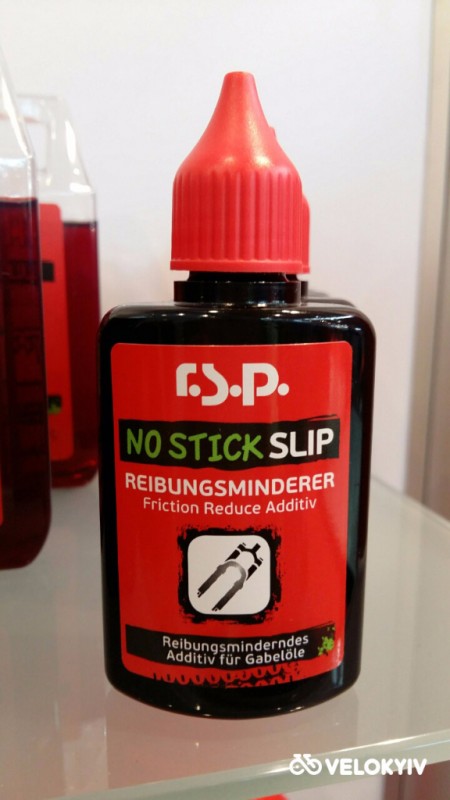 r.s.p.
NO STICK SLIP
REIBUNGSMINDERER
Friction Reduce Additiv
Reibungsminderndes
Additiv für Gabelöle
VELOKYIV